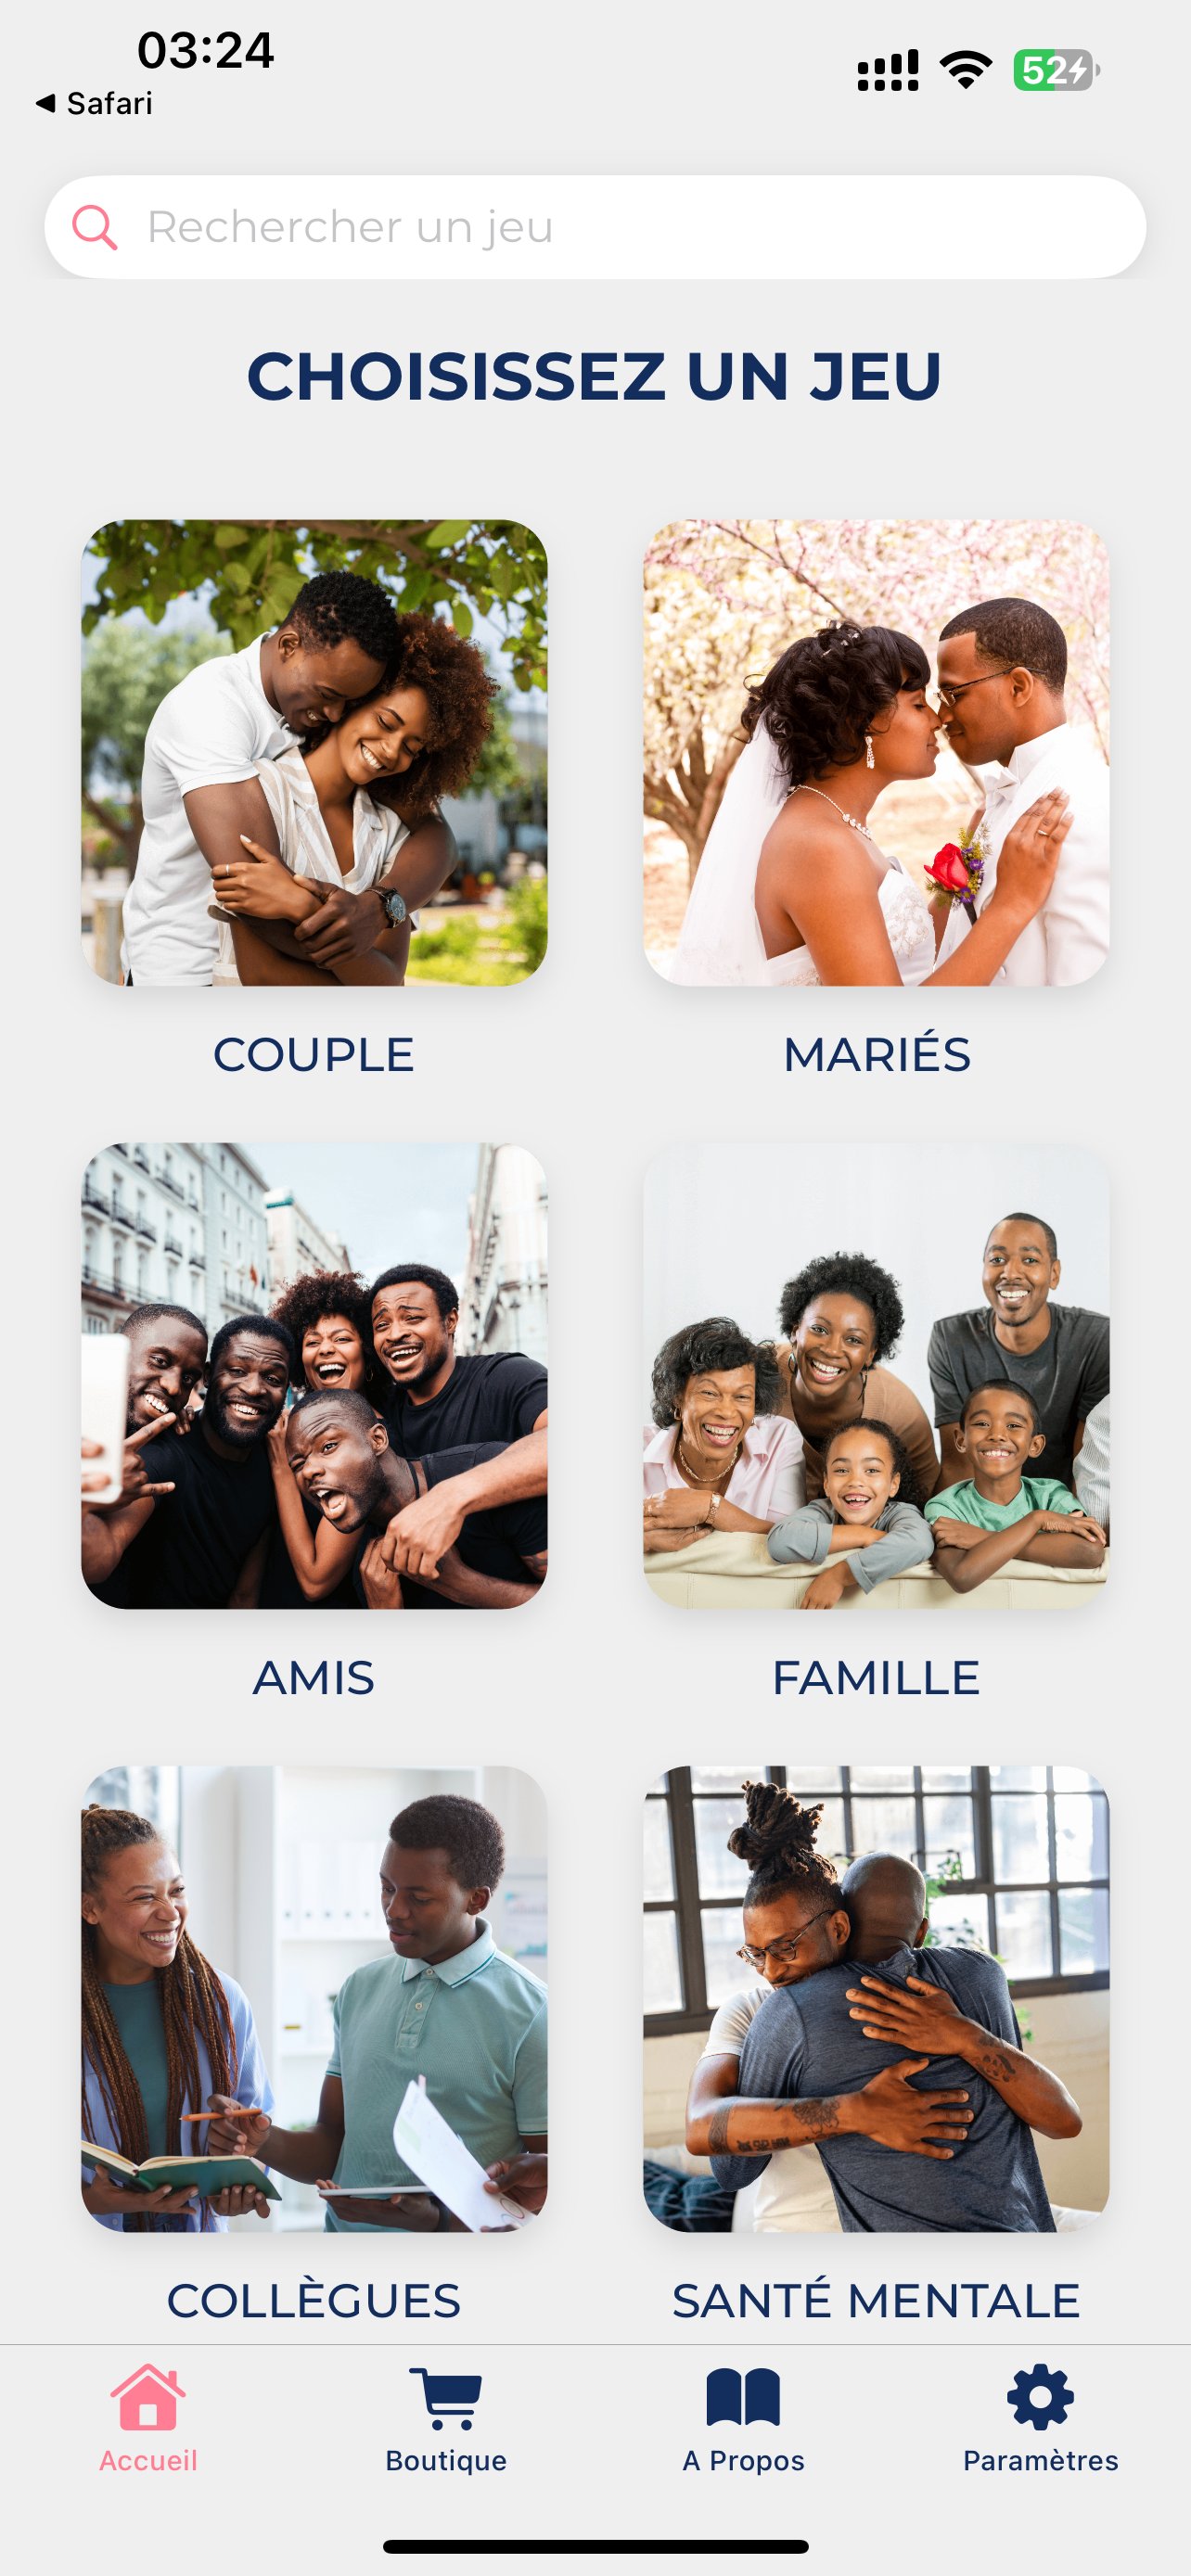 03:24
52
Safari
Rechercher un jeu
CHOISISSEZ UN JEU
COUPLE
MARIÉS
AMIS
FAMILLE
COLLÈGUES
SANTÉ MENTALE
Accueil
Boutique
A Propos
Paramètres